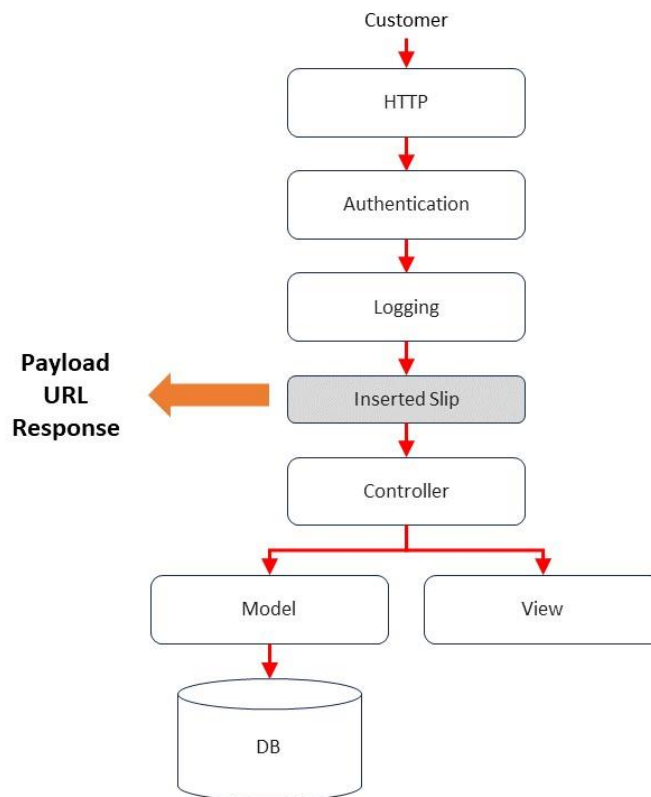 Customer
HTTP
Authentication
Logging
Payload
URL
Response
Inserted Slip
Controller
Model
View
DB